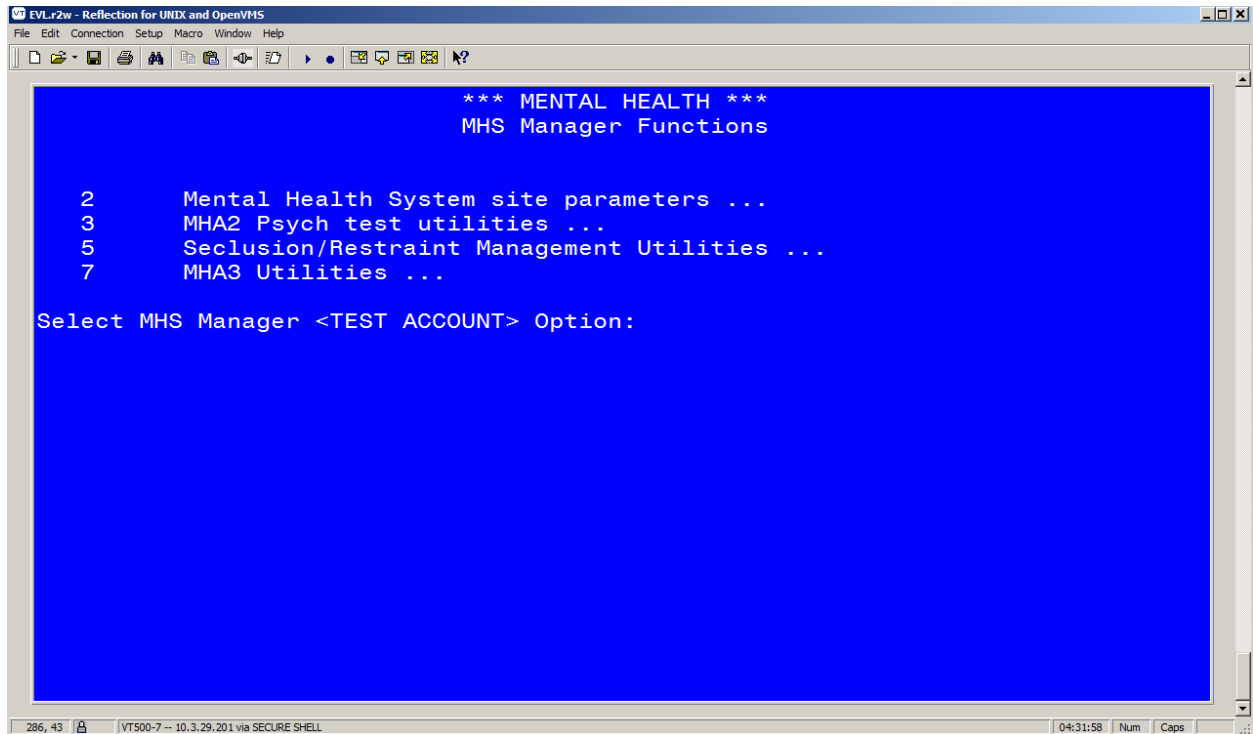 EVL.r2w - Reflection for UNIX and OpenVMS
File Edit Connection Setup Macro Window Help
*** MENTAL HEALTH ***
MHS Manager Functions
2 Mental Health System site parameters ...
3 MHA2 Psych test utilities ...
5 Seclusion/Restraint Management Utilities ...
7 MHA3 Utilities ...
Select MHS Manager <TEST ACCOUNT> Option:
286, 43 VT500-7 -- 10.3.29.201 via SECURE SHELL 04:31:58 Num Caps